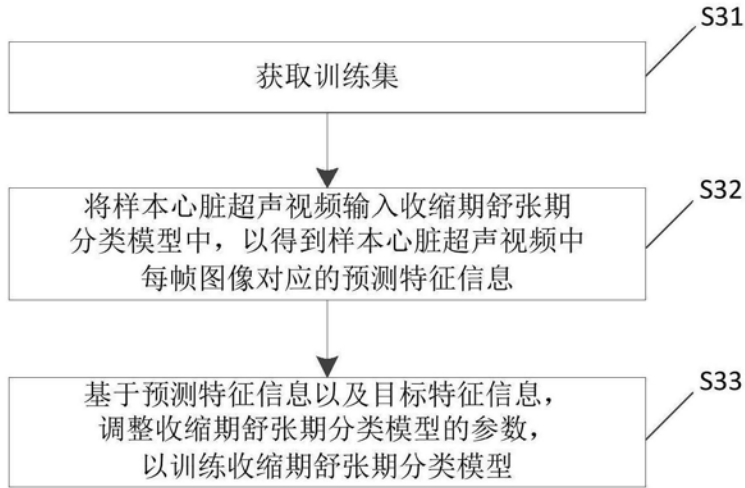 S31
获取训练集
S32
将样本心脏超声视频输入收缩期舒张期
分类模型中，以得到样本心脏超声视频中
每帧图像对应的预测特征信息
S33
基于预测特征信息以及目标特征信息，
调整收缩期舒张期分类模型的参数，
以训练收缩期舒张期分类模型